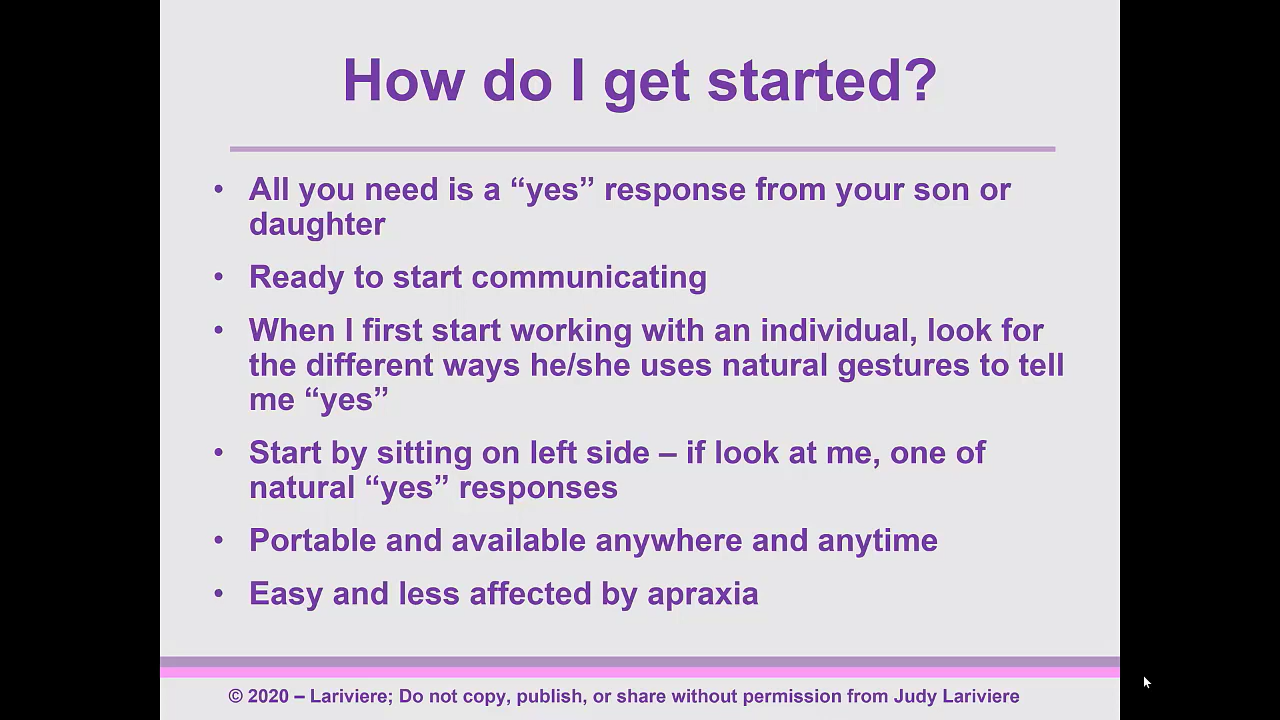 How do I get started?
• All you need is a “yes” response from your son or
daughter
• Ready to start communicating
• When I first start working with an individual, look for
the different ways he/she uses natural gestures to tell
me “yes”
• Start by sitting on left side – if look at me, one of
natural “yes” responses
• Portable and available anywhere and anytime
• Easy and less affected by apraxia
© 2020 – Lariviere; Do not copy, publish, or share without permission from Judy Lariviere